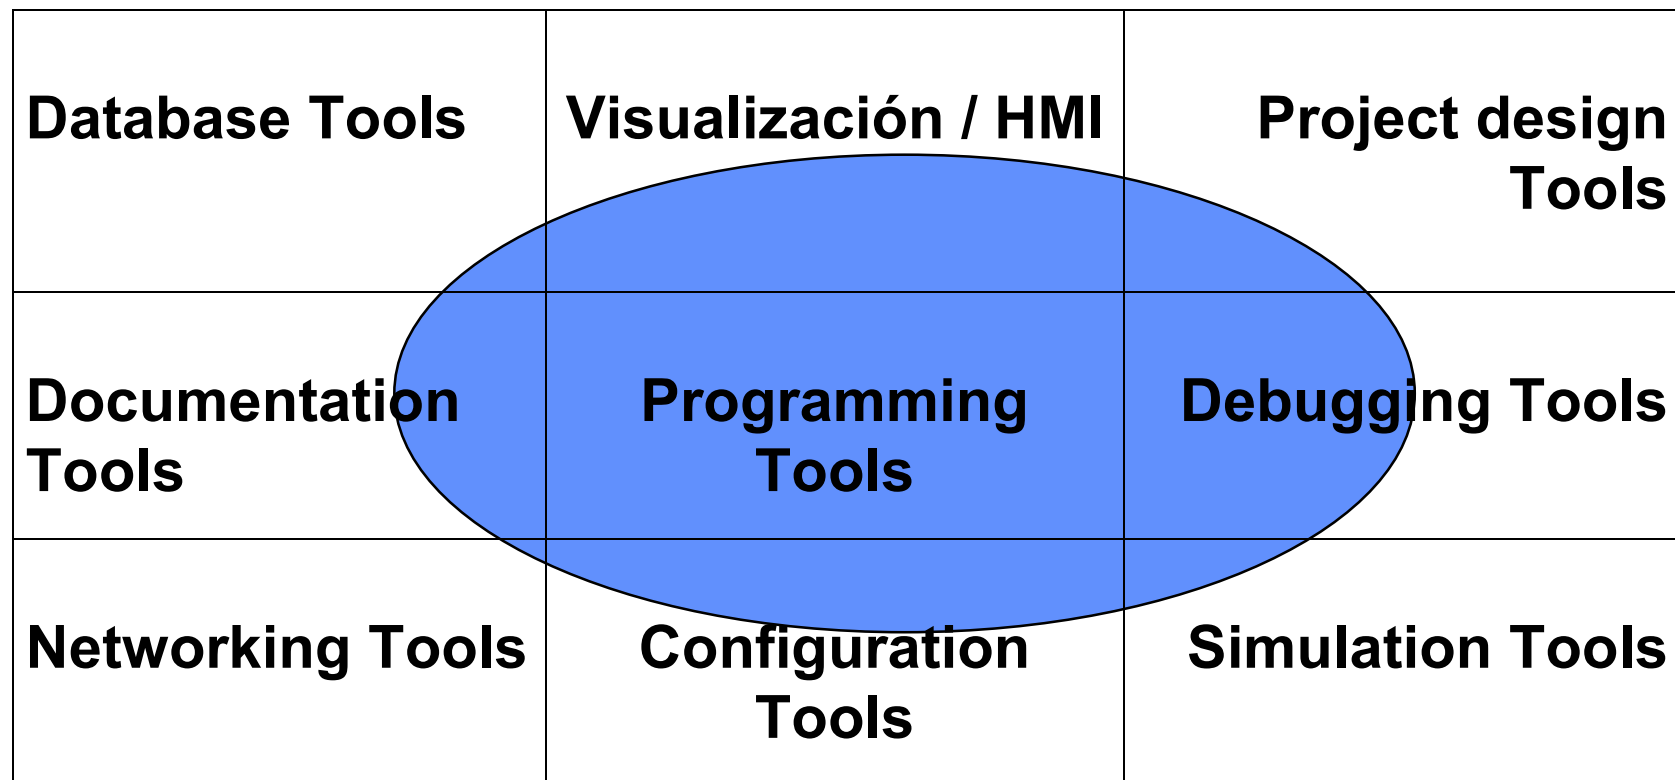 Database Tools
Visualización / HMI
Project design
Tools
Documentation
Tools
Programming
Tools
Debugging Tools
Networking Tools
Configuration
Tools
Simulation Tools